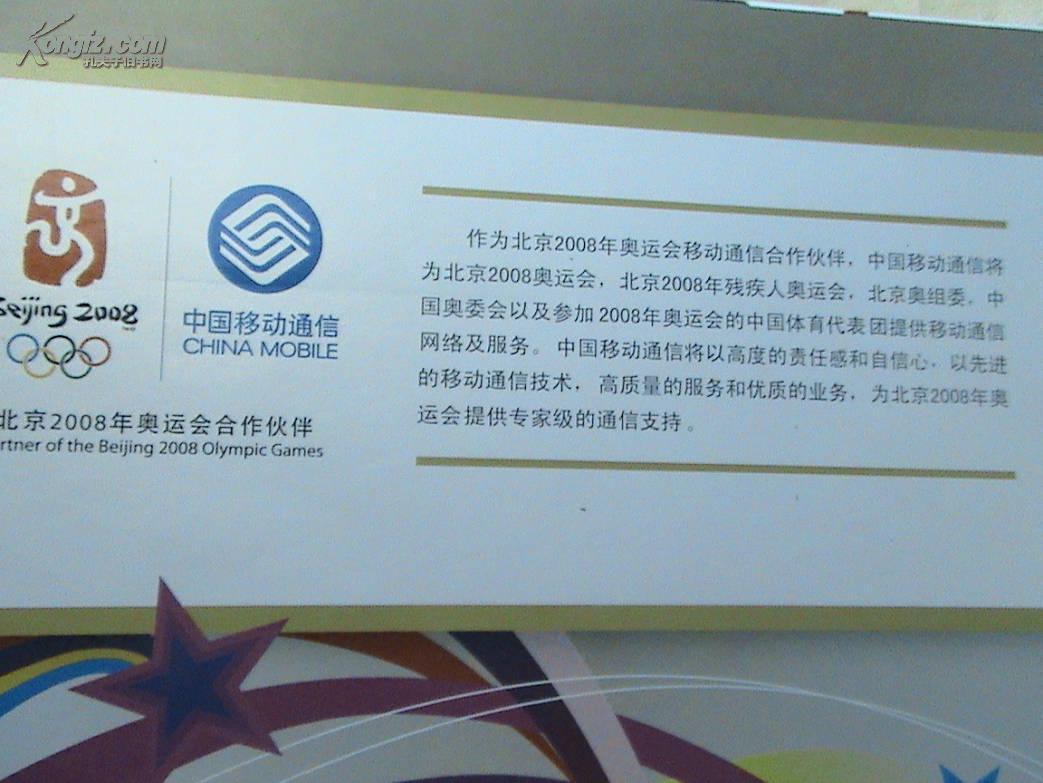 Kongfz.com
孔夫子旧书网
Beijing 2008
中国移动通信
CHINA MOBILE
北京2008年奥运会合作伙伴
rtner of the Beijing 2008 Olympic Games
作为北京2008年奥运会移动通信合作伙伴，中国移动通信将
为北京2008奥运会，北京2008年残疾人奥运会，北京奥组委，中
国奥委会以及参加2008年奥运会的中国体育代表团提供移动通信
网络及服务。中国移动通信将以高度的责任感和自信心，以先进
的移动通信技术，高质量的服务和优质的业务，为北京2008年奥
运会提供专家级的通信支持。